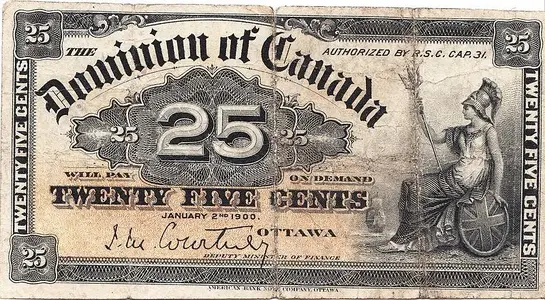 25
25
THE
Dominion of Canada
AUTHORIZED BY R.S.C. CAP. 31.
TWENTY FIVE CENTS
TWENTY FIVE CENTS
25
25
25
WILL PAY
ON DEMAND
TWENTY FIVE CENTS
JANUARY 2ND 1900.
OTTAWA
J.M. Courtney
DEPUTY MINISTER OF FINANCE
25
25
AMERICAN BANK NOTE COMPANY, OTTAWA